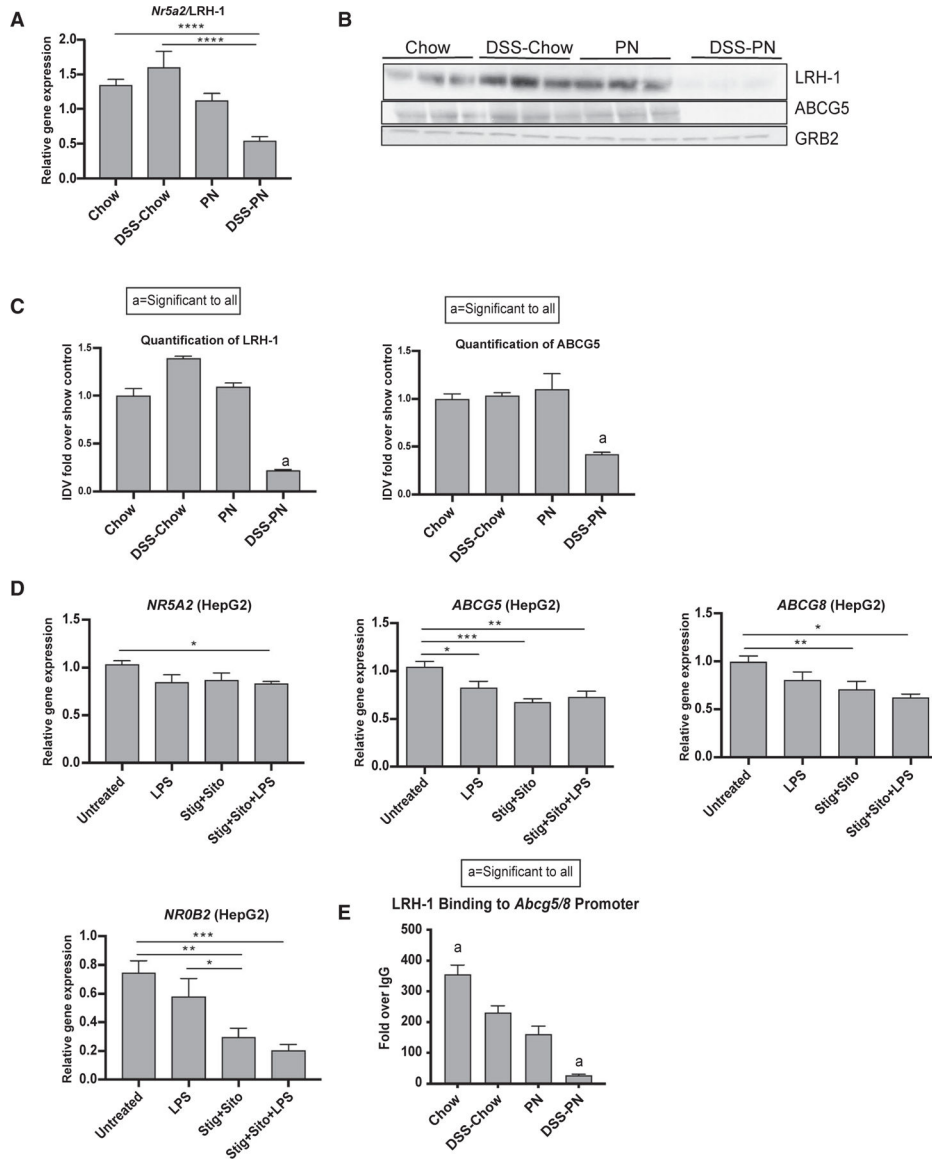 A
Nr5a2/LRH-1
****
****
Relative gene expression
2.0
1.5
1.0
0.5
0.0
Chow
DSS-Chow
PN
DSS-PN
B
Chow DSS-Chow PN DSS-PN
LRH-1
ABCG5
GRB2
C
a=Significant to all
Quantification of LRH-1
IDV fold over show control
1.5
1.0
0.5
0.0
a
Chow
DSS-Chow
PN
DSS-PN
a=Significant to all
Quantification of ABCG5
IDV fold over show control
1.5
1.0
0.5
0.0
a
Chow
DSS-Chow
PN
DSS-PN
D
NR5A2 (HepG2)
Relative gene expression
1.5
1.0
0.5
0.0
*
Untreated
LPS
Stig+Sito
Stig+Sito+LPS
ABCG5 (HepG2)
Relative gene expression
1.5
1.0
0.5
0.0
**
***
*
Untreated
LPS
Stig+Sito
Stig+Sito+LPS
ABCG8 (HepG2)
Relative gene expression
1.5
1.0
0.5
0.0
*
**
Untreated
LPS
Stig+Sito
Stig+Sito+LPS
NR0B2 (HepG2)
Relative gene expression
1.0
0.8
0.6
0.4
0.2
0.0
***
**
*
Untreated
LPS
Stig+Sito
Stig+Sito+LPS
E
a=Significant to all
LRH-1 Binding to Abcg5/8 Promoter
Fold over IgG
500
400
300
200
100
0
a
a
Chow
DSS-Chow
PN
DSS-PN